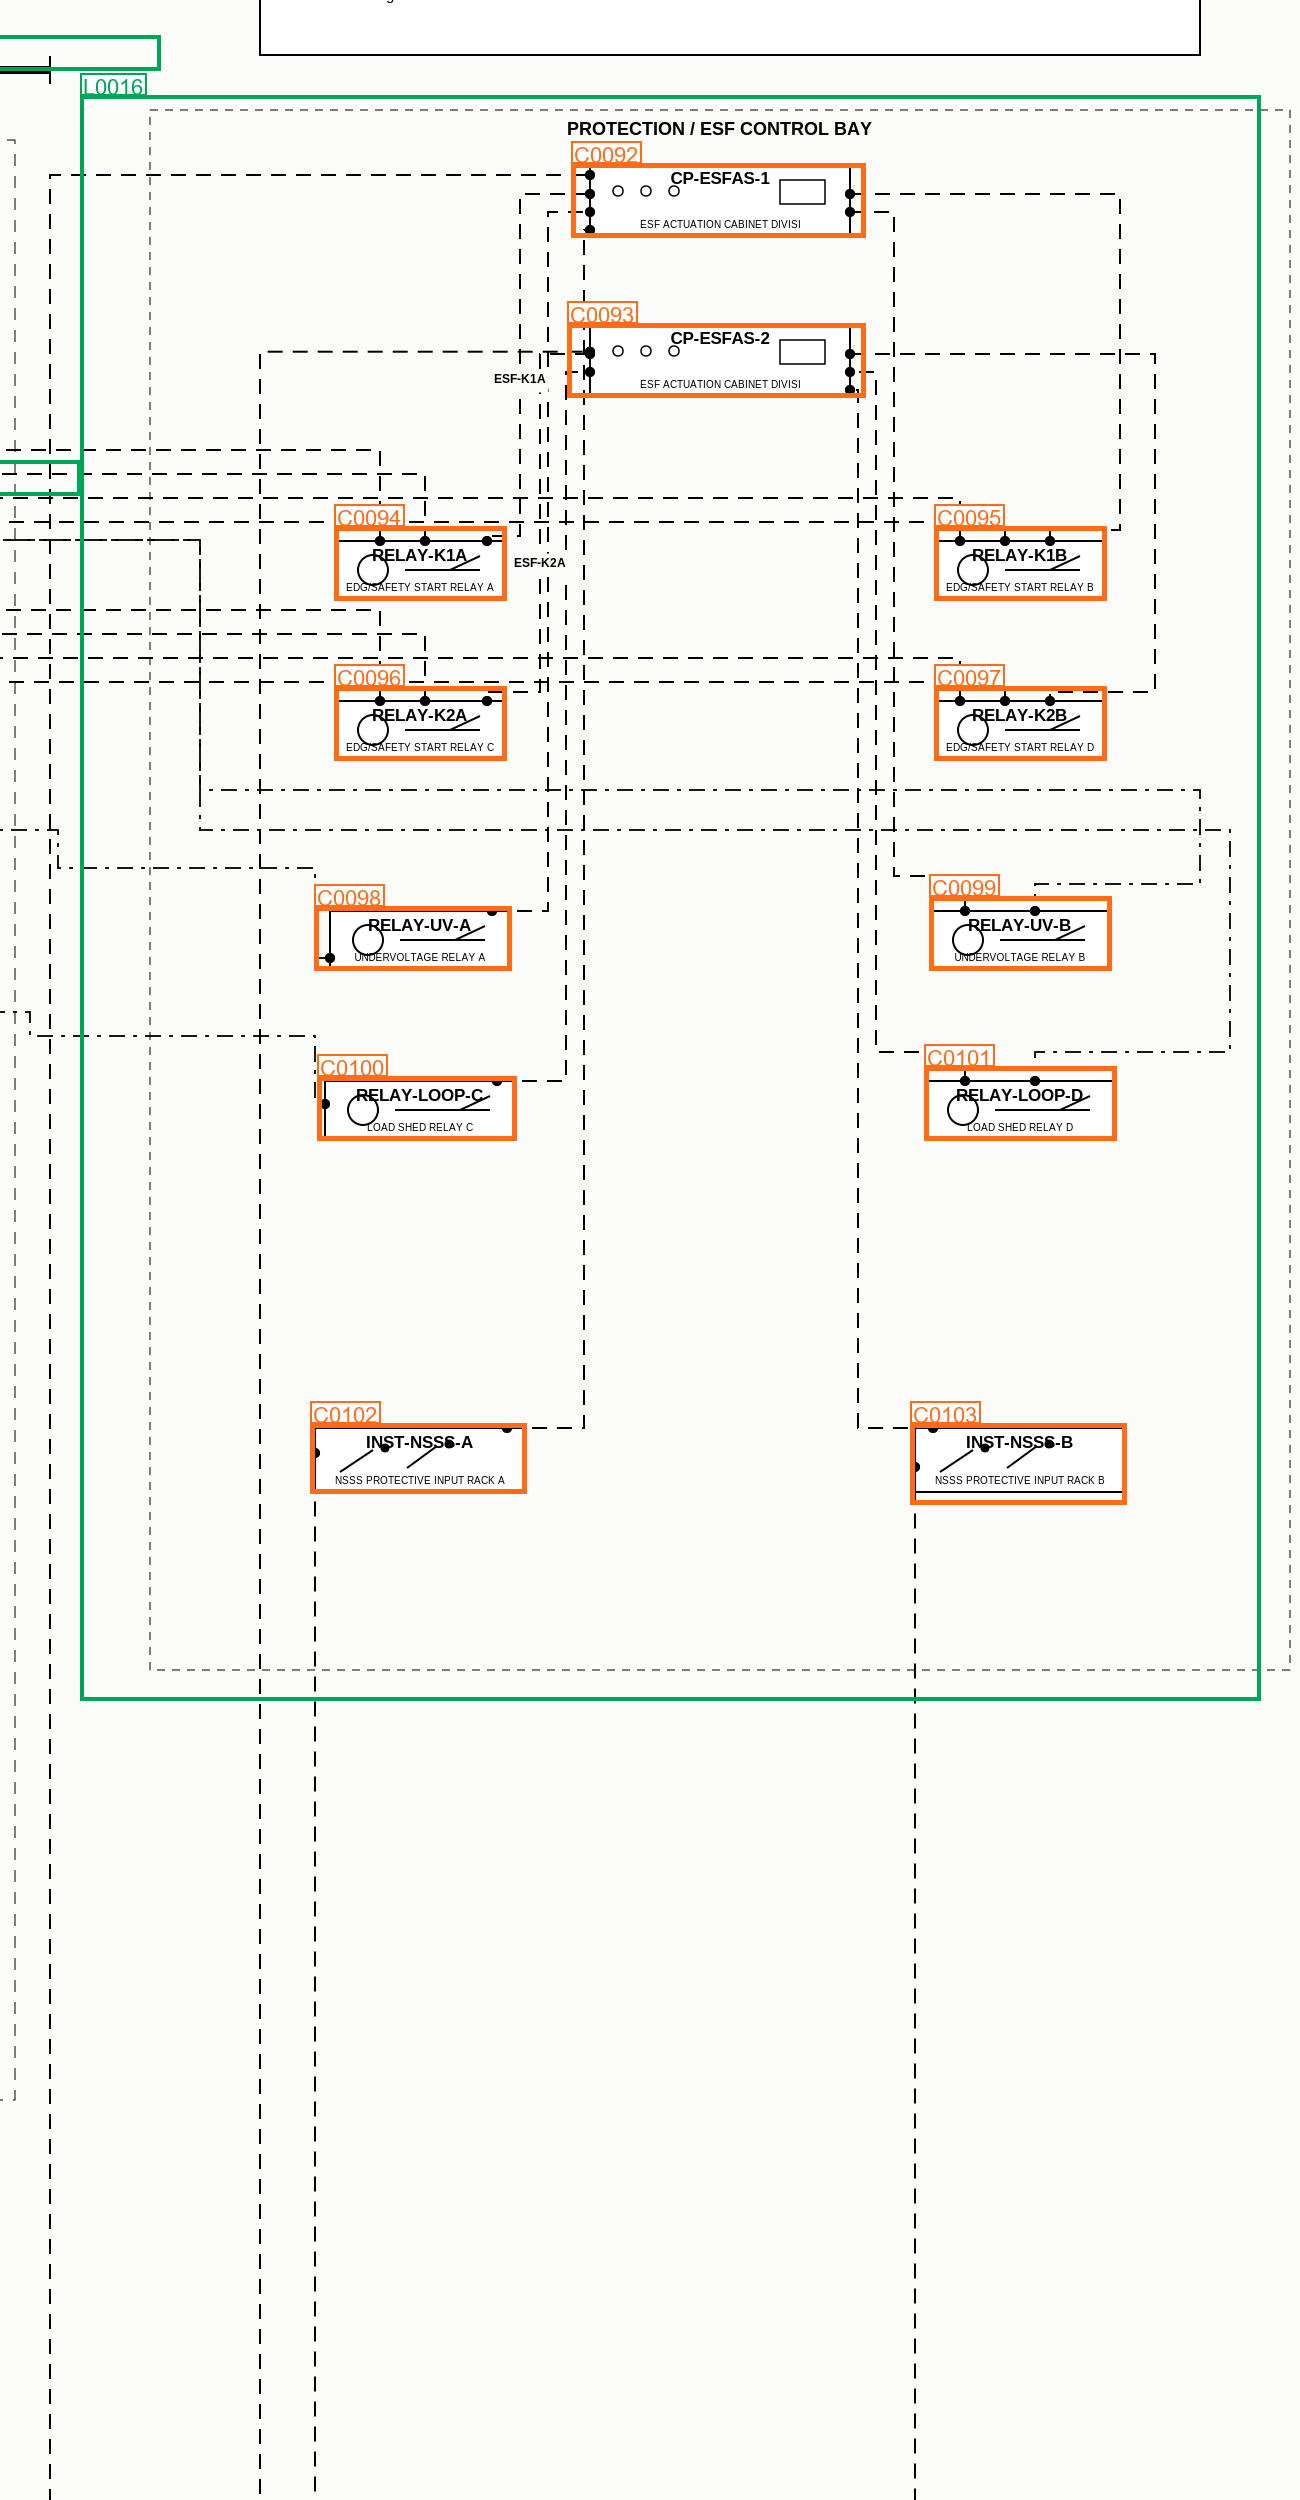 L0016
PROTECTION / ESF CONTROL BAY
C0092
CP-ESFAS-1
ESF ACTUATION CABINET DIVISI
C0093
CP-ESFAS-2
ESF ACTUATION CABINET DIVISI
ESF-K1A
C0094
RELAY-K1A
EDG/SAFETY START RELAY A
C0095
RELAY-K1B
EDG/SAFETY START RELAY B
ESF-K2A
C0096
RELAY-K2A
EDG/SAFETY START RELAY C
C0097
RELAY-K2B
EDG/SAFETY START RELAY D
C0098
RELAY-UV-A
UNDERVOLTAGE RELAY A
C0099
RELAY-UV-B
UNDERVOLTAGE RELAY B
C0100
RELAY-LOOP-C
LOAD SHED RELAY C
C0101
RELAY-LOOP-D
LOAD SHED RELAY D
C0102
INST-NSSS-A
NSSS PROTECTIVE INPUT RACK A
C0103
INST-NSSS-B
NSSS PROTECTIVE INPUT RACK B